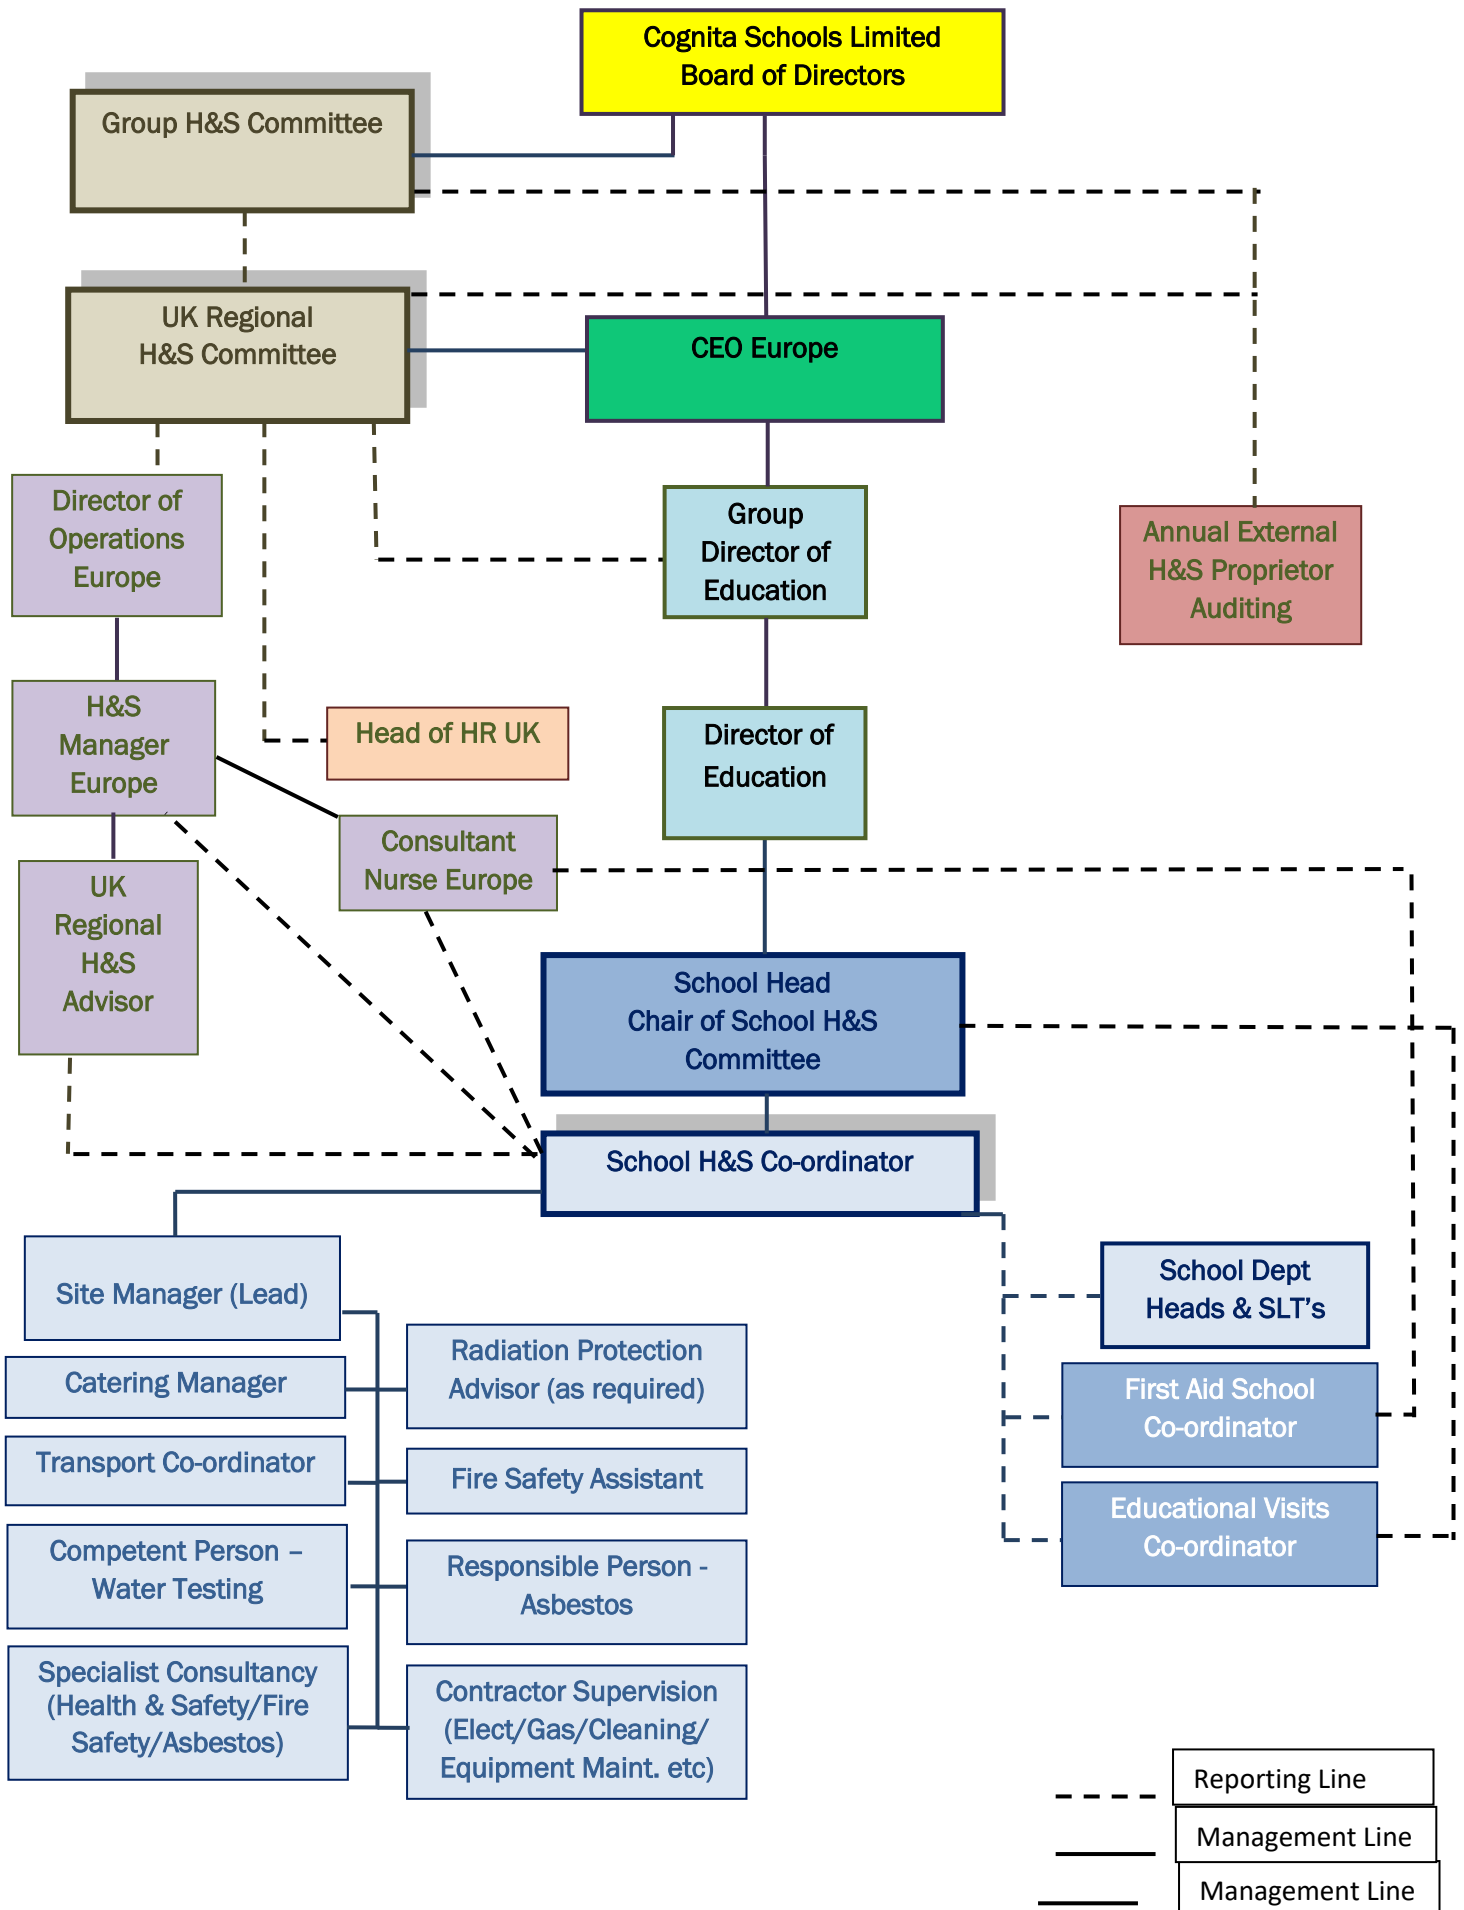 Cognita Schools Limited
Board of Directors
Group H&S Committee
UK Regional
H&S Committee
CEO Europe
Director of
Operations
Europe
Group
Director of
Education
Annual External
H&S Proprietor
Auditing
H&S
Manager
Europe
Head of HR UK
Director of
Education
Consultant
Nurse Europe
UK
Regional
H&S
Advisor
School Head
Chair of School H&S
Committee
School H&S Co-ordinator
Site Manager (Lead)
School Dept
Heads & SLT’s
Radiation Protection
Advisor (as required)
Catering Manager
First Aid School
Co-ordinator
Transport Co-ordinator
Fire Safety Assistant
Educational Visits
Co-ordinator
Competent Person –
Water Testing
Responsible Person -
Asbestos
Specialist Consultancy
(Health & Safety/Fire
Safety/Asbestos)
Contractor Supervision
(Elect/Gas/Cleaning/
Equipment Maint. etc)
Reporting Line
Management Line
Management Line